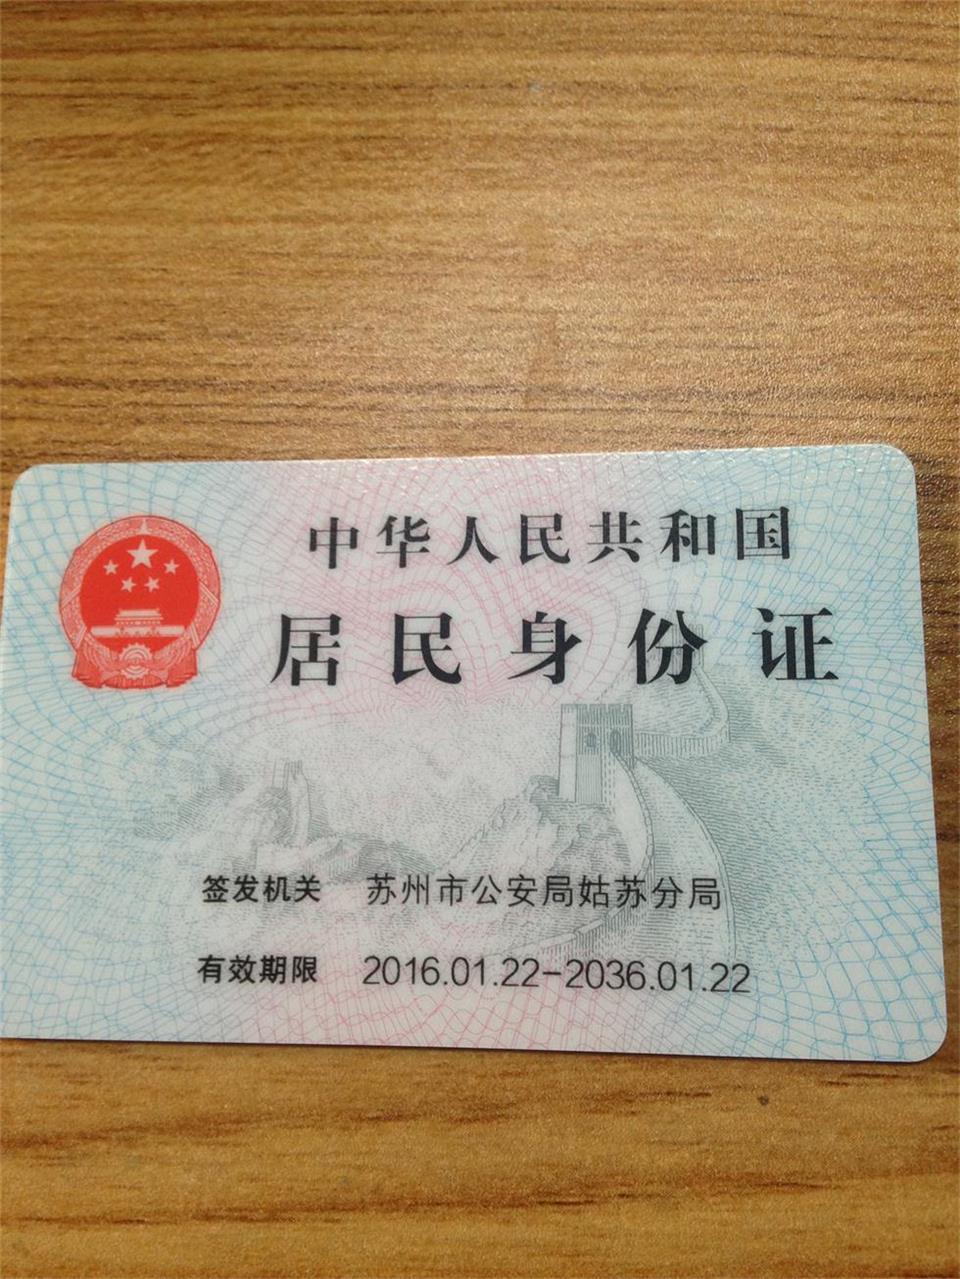 中华人民共和国
居民身份证
签发机关 苏州市公安局姑苏分局
有效期限 2016.01.22-2036.01.22